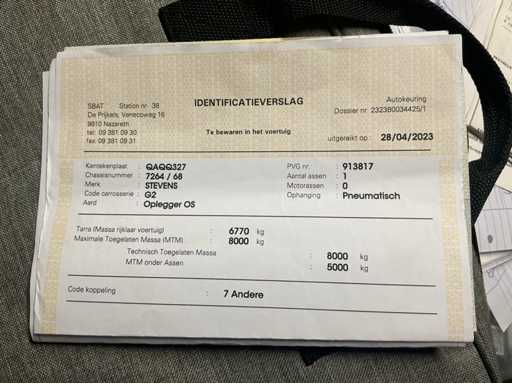 IDENTIFICATIEVERSLAG
SBAT Station nr 38
De Prijkels, Venecoweg 16
9810 Nazareth
tel: 09 381 09 30
fax: 09 381 09 31
Autokeuring
Dossier nr 232380034425/1
Te bewaren in het voertuig
uitgereikt op : 28/04/2023
Kentekenplaat : QAQQ327
Chassisnummer : 7264 / 68
Merk : STEVENS
Code carrosserie : G2
Aard : Oplegger OS
PVG nr. : 913817
Aantal assen : 1
Motorassen : 0
Ophanging : Pneumatisch
Tarra (Massa rijklaar voertuig) : 6770 kg
Maximale Toegelaten Massa (MTM) : 8000 kg
Technisch Toegelaten Massa : 8000 kg
MTM onder Assen : 5000 kg
Code koppeling : 7 Andere